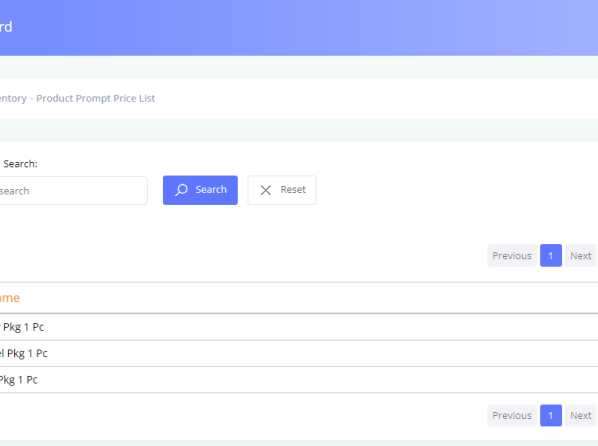 rd
entory • Product Prompt Price List
Search:
search
Search
Reset
Previous 1 Next
ame
Pkg 1 Pc
el Pkg 1 Pc
Pkg 1 Pc
Previous 1 Next